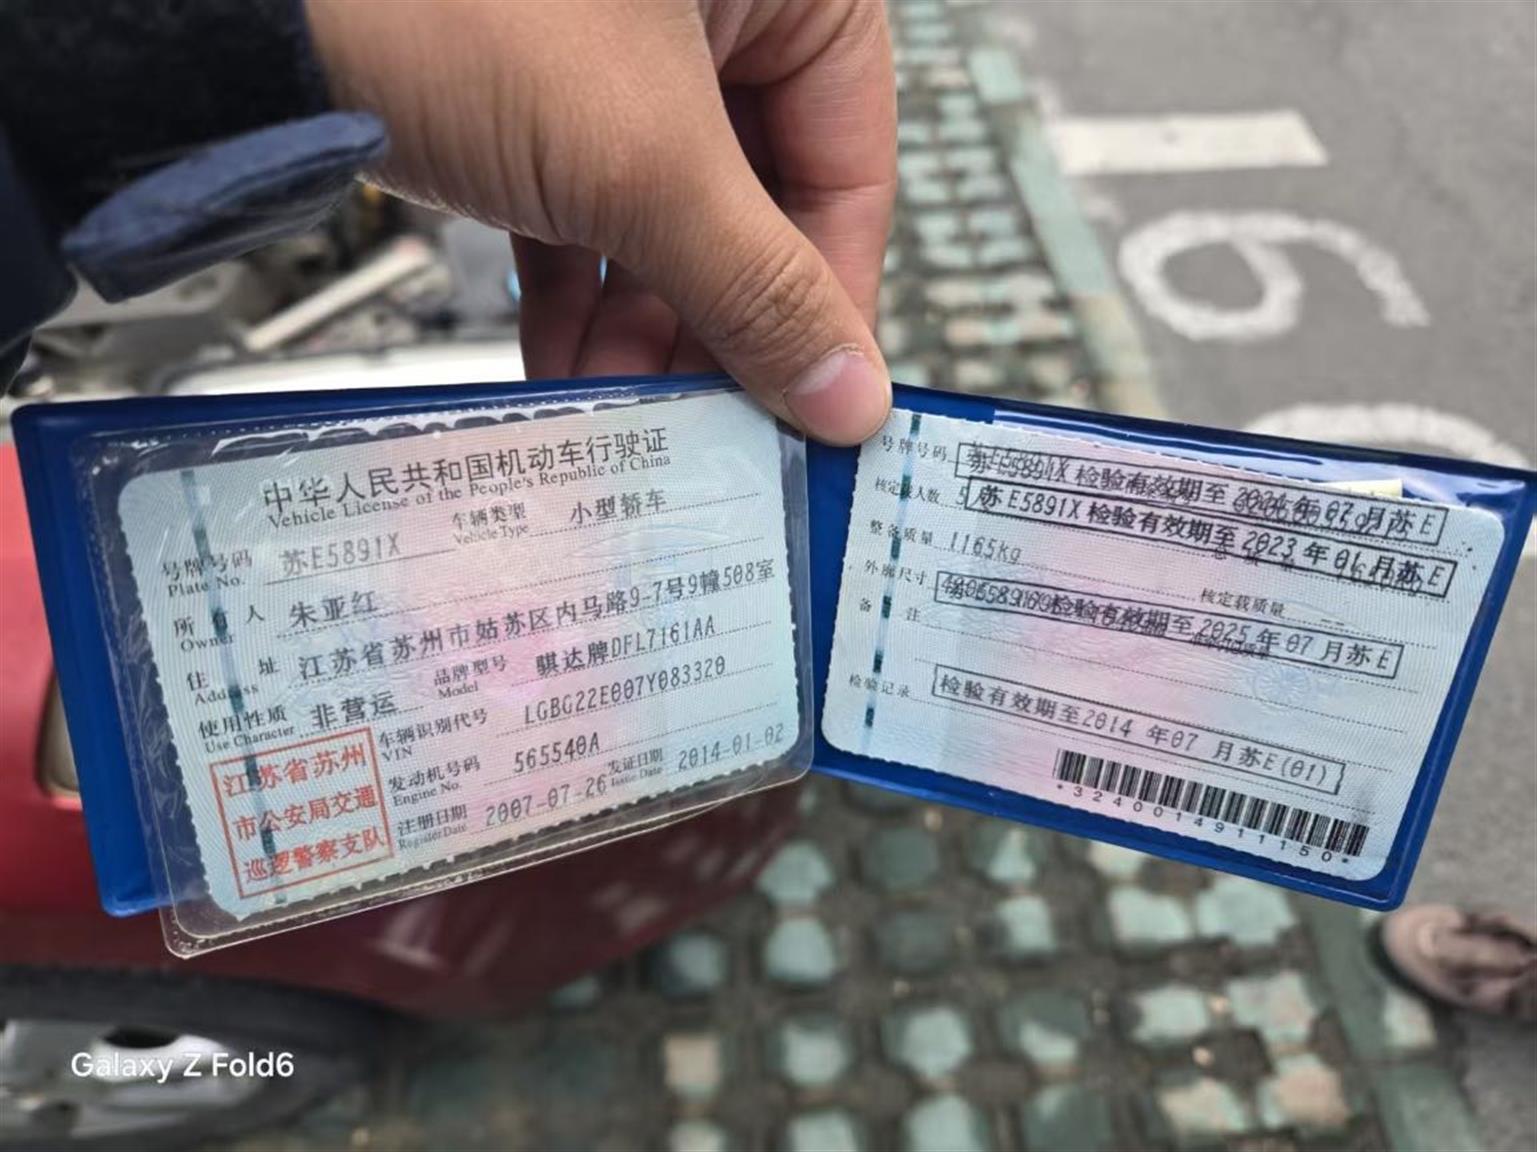 中华人民共和国机动车行驶证
Vehicle License of the People's Republic of China
号牌号码 苏E5891X 车辆类型 小型轿车
Plate No. Vehicle Type
所有人 朱亚红
Owner
住址 江苏省苏州市姑苏区内马路9-7号9幢508室
Address
使用性质 非营运 品牌型号 骐达牌DFL7161AA
Use Character Model
车辆识别代号 LGBG22E007Y083320
VIN
发动机号码 565540A
Engine No.
注册日期 2007-07-26 发证日期 2014-01-02
Register Date Issue Date
江苏省苏州
市公安局交通
巡逻警察支队
号牌号码
苏E5891X 检验有效期至 年07月苏E
核定载人数 5
苏E5891X 检验有效期至2023年 月苏E
整备质量 1165kg
核定载质量 --
外廓尺寸
检验有效期至2025年07月苏E
备注
检验记录 检验有效期至2014年07月苏E(01)
*3240014911150*
16
Galaxy Z Fold6